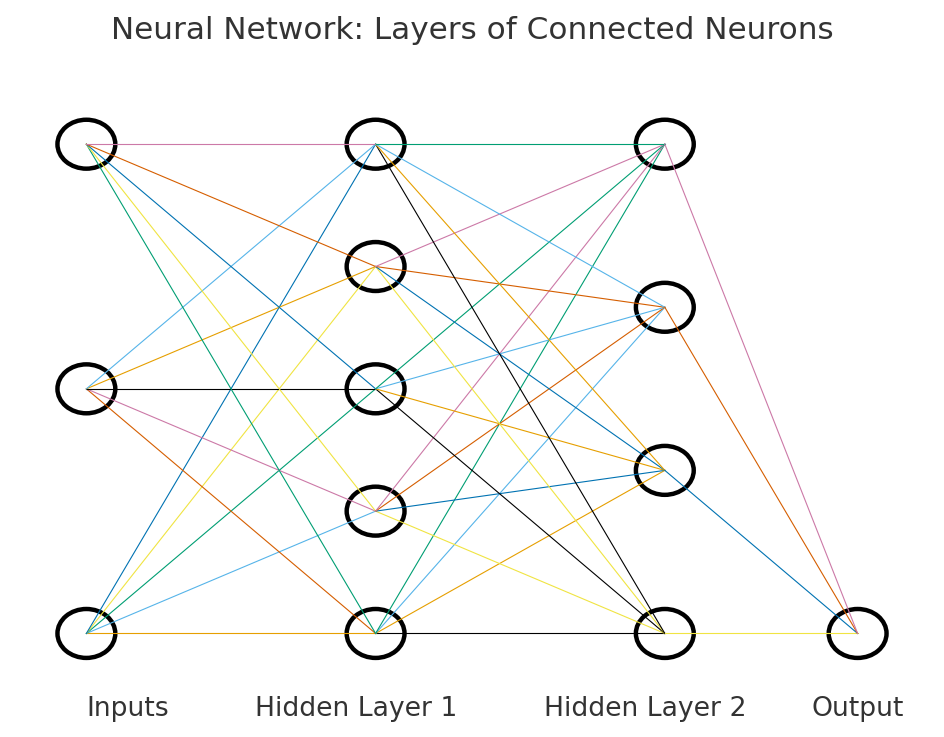 Neural Network: Layers of Connected Neurons
Inputs
Hidden Layer 1
Hidden Layer 2
Output